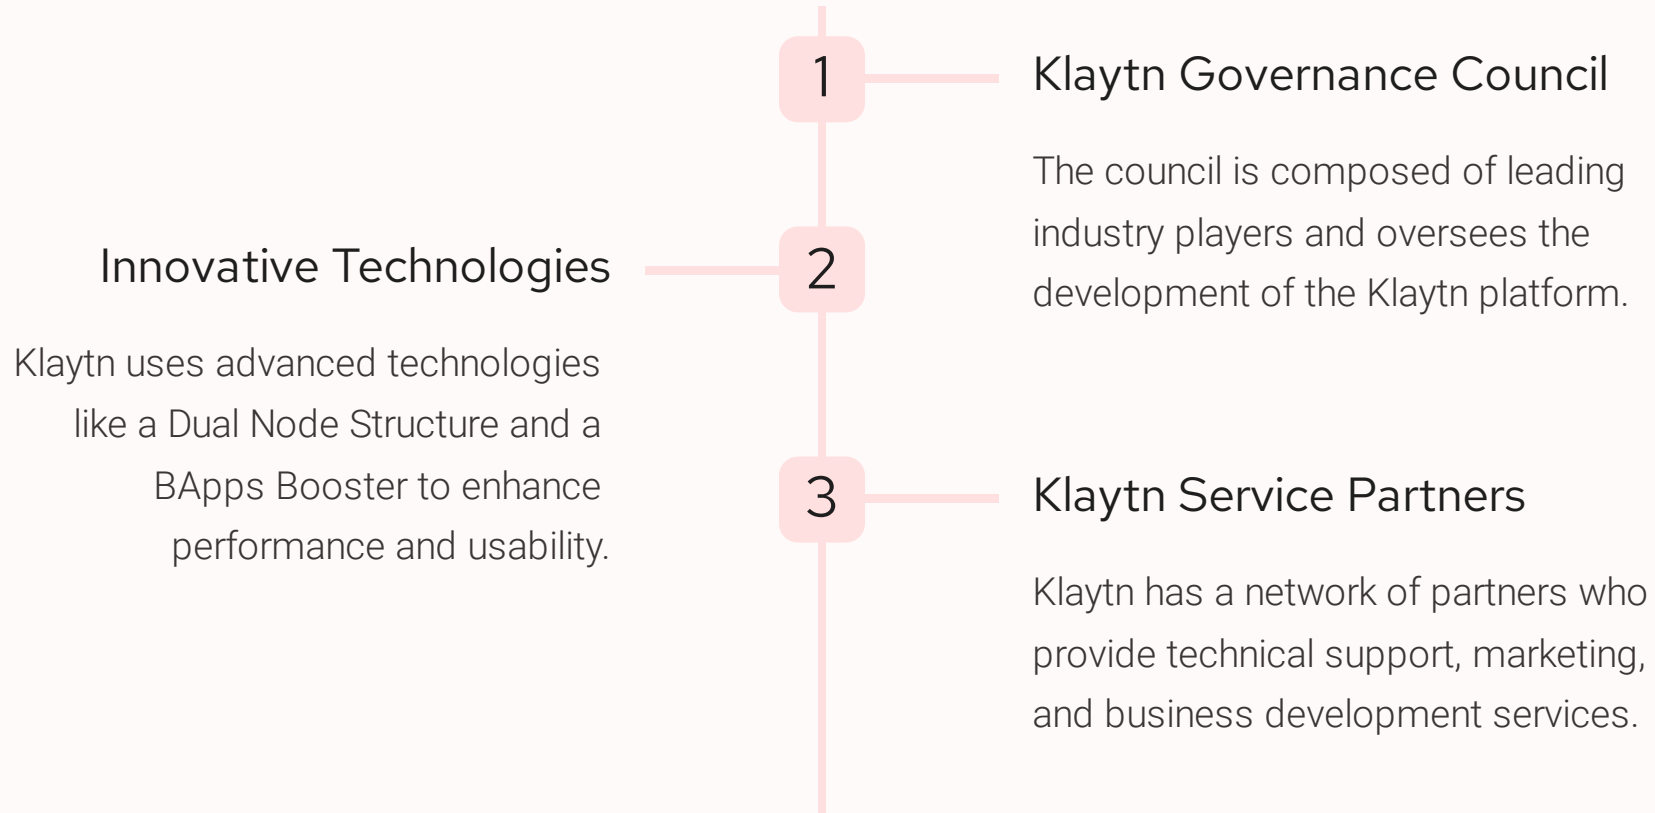 1
Klaytn Governance Council
The council is composed of leading
industry players and oversees the
development of the Klaytn platform.
2
Innovative Technologies
Klaytn uses advanced technologies
like a Dual Node Structure and a
BApps Booster to enhance
performance and usability.
3
Klaytn Service Partners
Klaytn has a network of partners who
provide technical support, marketing,
and business development services.